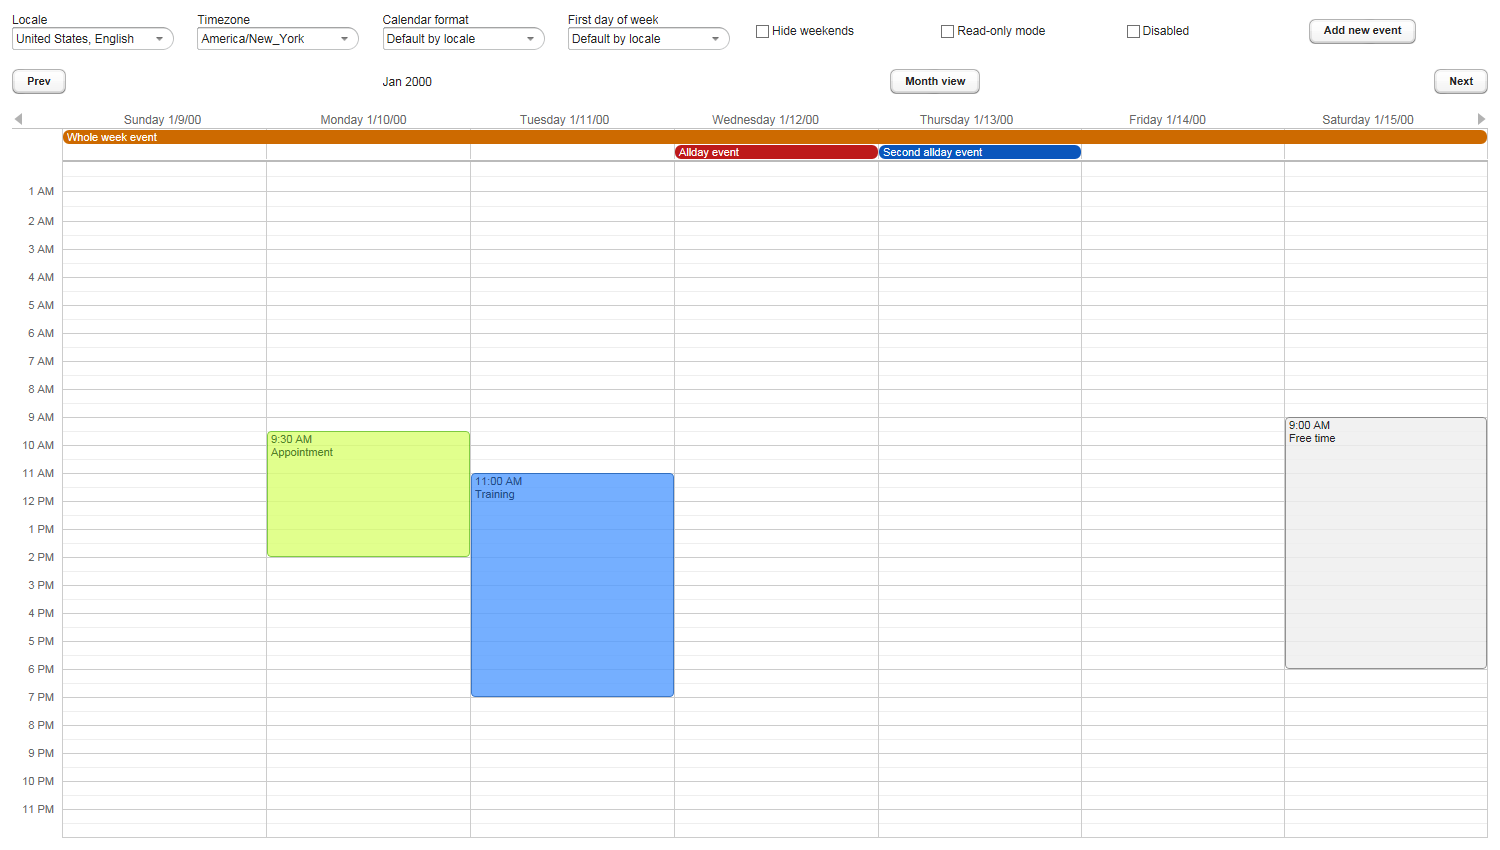 Locale
Timezone
Calendar format
First day of week
United States, English
America/New_York
Default by locale
Default by locale
Hide weekends
Read-only mode
Disabled
Add new event
Prev
Jan 2000
Month view
Next
Sunday 1/9/00
Monday 1/10/00
Tuesday 1/11/00
Wednesday 1/12/00
Thursday 1/13/00
Friday 1/14/00
Saturday 1/15/00
Whole week event
Allday event
Second allday event
1 AM
2 AM
3 AM
4 AM
5 AM
6 AM
7 AM
8 AM
9 AM
10 AM
11 AM
12 PM
1 PM
2 PM
3 PM
4 PM
5 PM
6 PM
7 PM
8 PM
9 PM
10 PM
11 PM
9:30 AM
Appointment
11:00 AM
Training
9:00 AM
Free time